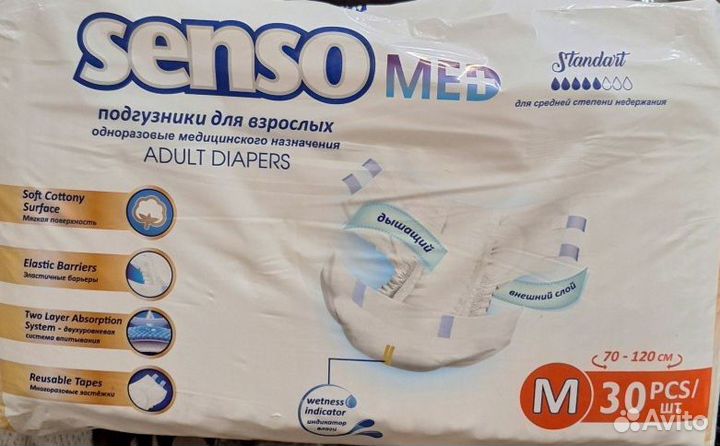 senso MED
Standart
для средней степени недержания
подгузники для взрослых
одноразовые медицинского назначения
ADULT DIAPERS
Soft Cottony
Surface
Мягкая поверхность
дышащий
внешний слой
Elastic Barriers
Эластичные барьеры
Two Layer Absorption
System - двухуровневая
система впитывания
Reusable Tapes
Многоразовые застёжки
wetness
indicator
индикатор
влаги
70 - 120 см
M 30 PCS/
ШТ
Avito